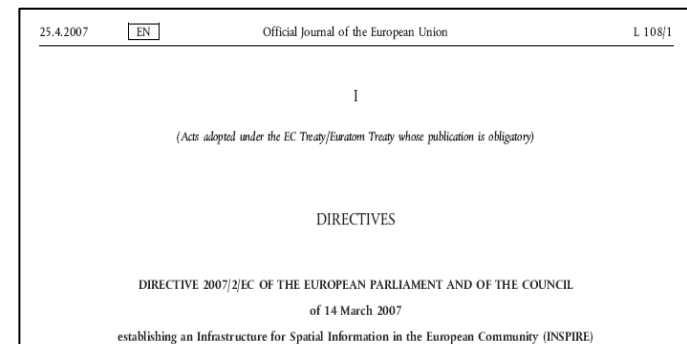 25.4.2007 EN Official Journal of the European Union L 108/1
I
(Acts adopted under the EC Treaty/Euratom Treaty whose publication is obligatory)
DIRECTIVES
DIRECTIVE 2007/2/EC OF THE EUROPEAN PARLIAMENT AND OF THE COUNCIL
of 14 March 2007
establishing an Infrastructure for Spatial Information in the European Community (INSPIRE)